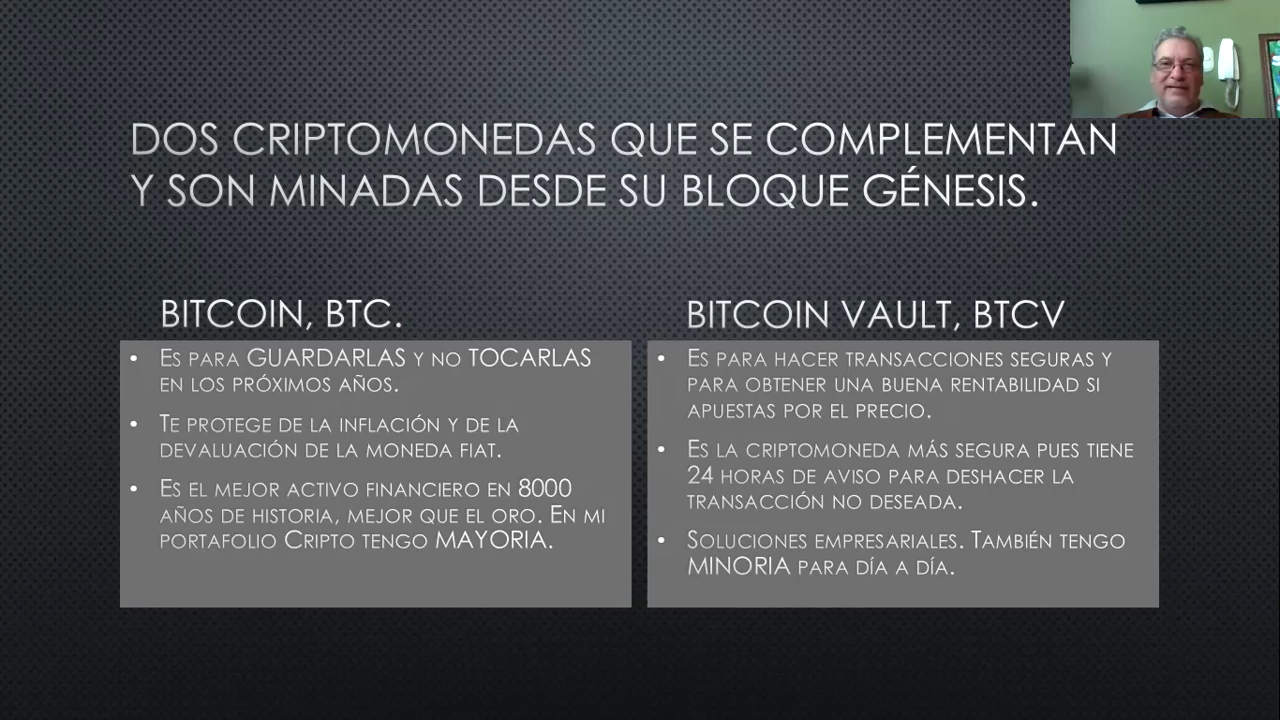 DOS CRIPTOMONEDAS QUE SE COMPLEMENTAN
Y SON MINADAS DESDE SU BLOQUE GÉNESIS.
BITCOIN, BTC.
• Es para GUARDARLAS y no TOCARLAS
en los próximos años.
• Te protege de la inflación y de la
devaluación de la moneda fiat.
• Es el mejor activo financiero en 8000
años de historia, mejor que el oro. En mi
portafolio Cripto tengo MAYORIA.
BITCOIN VAULT, BTCV
• Es para hacer transacciones seguras y
para obtener una buena rentabilidad si
apuestas por el precio.
• Es la criptomoneda más segura pues tiene
24 horas de aviso para deshacer la
transacción no deseada.
• Soluciones empresariales. También tengo
MINORIA para día a día.